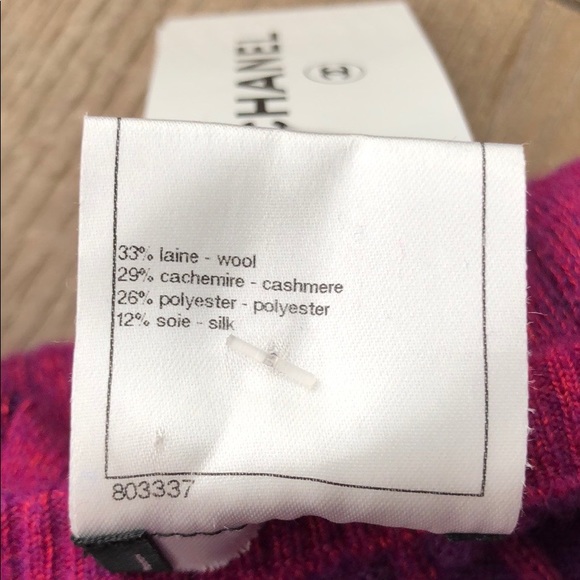 CHANEL
33% laine - wool
29% cachemire - cashmere
26% polyester - polyester
12% soie - silk
803337